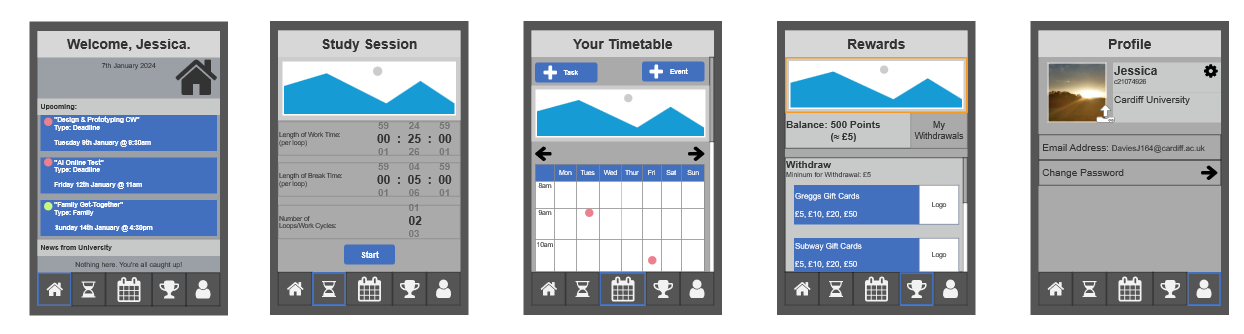 Welcome, Jessica.
7th January 2024
Upcoming:
"Design & Prototyping CW"
Type: Deadline
Tuesday 9th January @ 9:30am
"AI Online Test"
Type: Deadline
Friday 12th January @ 11am
"Family Get-Together"
Type: Family
Sunday 14th January @ 4:30pm
News from University
Nothing here. You're all caught up!
Study Session
59 24 59
Length of Work Time:
(per loop)
00 : 25 : 00
01 26 01
59 04 59
Length of Break Time:
(per loop)
00 : 05 : 00
01 06 01
01
Number of
Loops/Work Cycles:
02
03
Start
Your Timetable
Task
Event
Mon Tues Wed Thur Fri Sat Sun
8am
9am
10am
Rewards
Balance: 500 Points
(≈ £5)
My
Withdrawals
Withdraw
Mininum for Withdrawal: £5
Greggs Gift Cards
£5, £10, £20, £50
Logo
Subway Gift Cards
£5, £10, £20, £50
Logo
Profile
Jessica
c21074926
Cardiff University
Email Address: DaviesJ164@cardiff.ac.uk
Change Password